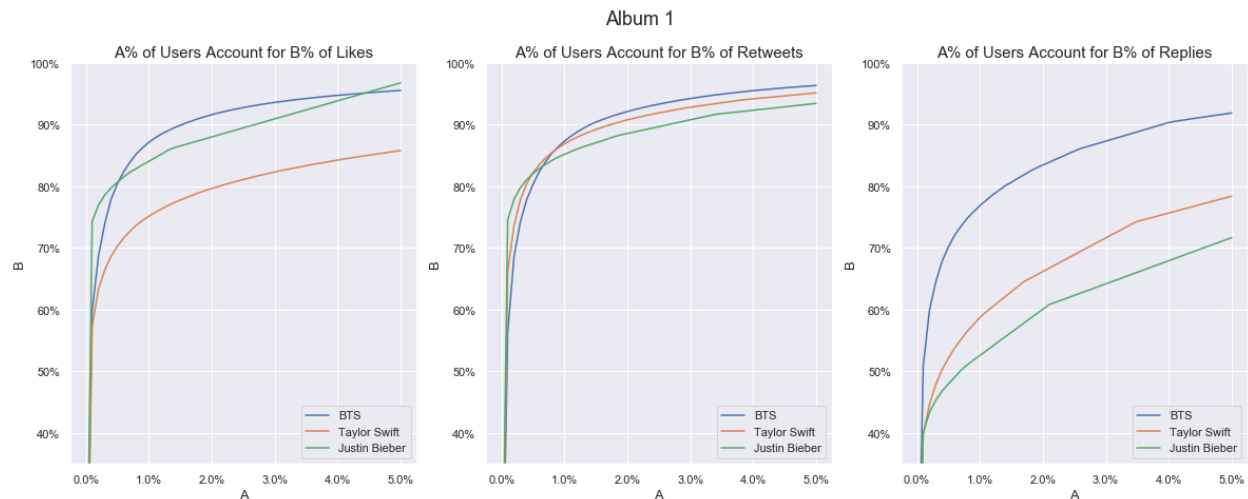 Album 1
A% of Users Account for B% of Likes
100%
90%
80%
70%
60%
50%
40%
B
0.0%
1.0%
2.0%
3.0%
4.0%
5.0%
A
BTS
Taylor Swift
Justin Bieber
A% of Users Account for B% of Retweets
100%
90%
80%
70%
60%
50%
40%
B
0.0%
1.0%
2.0%
3.0%
4.0%
5.0%
A
BTS
Taylor Swift
Justin Bieber
A% of Users Account for B% of Replies
100%
90%
80%
70%
60%
50%
40%
B
0.0%
1.0%
2.0%
3.0%
4.0%
5.0%
A
BTS
Taylor Swift
Justin Bieber